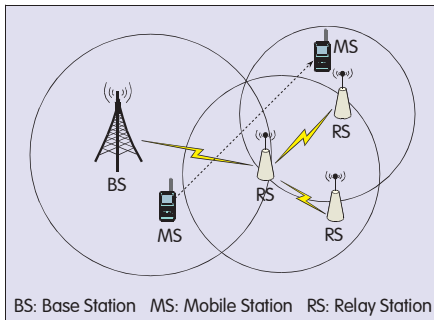 MS
RS
BS
RS
MS
RS
BS: Base Station MS: Mobile Station RS: Relay Station